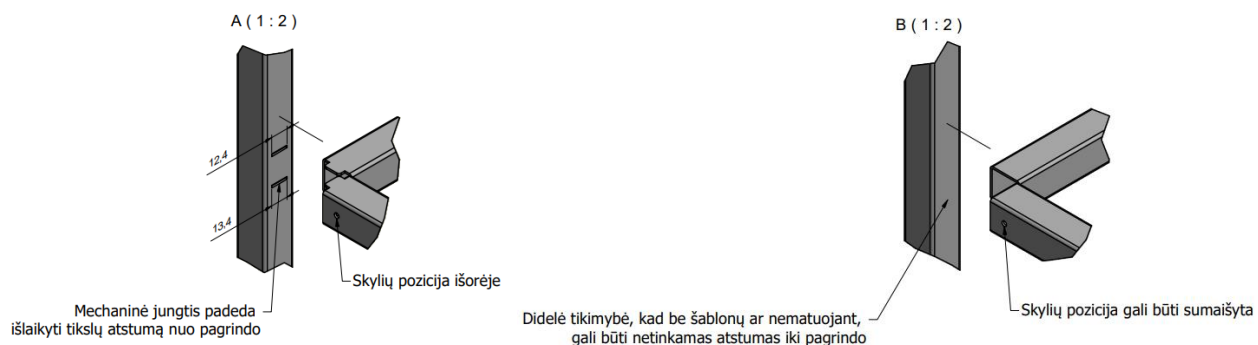 A ( 1 : 2 )
12,4
13,4
Skylių pozicija išorėje
Mechaninė jungtis padeda
išlaikyti tikslų atstumą nuo pagrindo
B ( 1 : 2 )
Skylių pozicija gali būti sumaišyta
Didelė tikimybė, kad be šablonų ar nematuojant,
gali būti netinkamas atstumas iki pagrindo